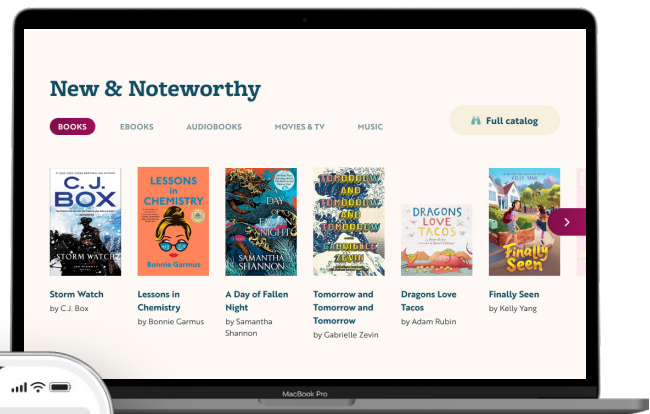 New & Noteworthy
BOOKS
EBOOKS
AUDIOBOOKS
MOVIES & TV
MUSIC
Full catalog
C.J.
BOX
STORM WATCH
LESSONS
in
CHEMISTRY
Bonnie Garmus
A
DAY
OF
FALLEN
NIGHT
SAMANTHA
SHANNON
TOMORROW
AND
TOMORROW
AND
TOMORROW
GABRIELLE
ZEVIN
DRAGONS
LOVE
TACOS
KELLY YANG
Finally
Seen
Storm Watch
by C.J. Box
Lessons in
Chemistry
by Bonnie Garmus
A Day of Fallen
Night
by Samantha
Shannon
Tomorrow and
Tomorrow and
Tomorrow
by Gabrielle Zevin
Dragons Love
Tacos
by Adam Rubin
Finally Seen
by Kelly Yang
MacBook Pro